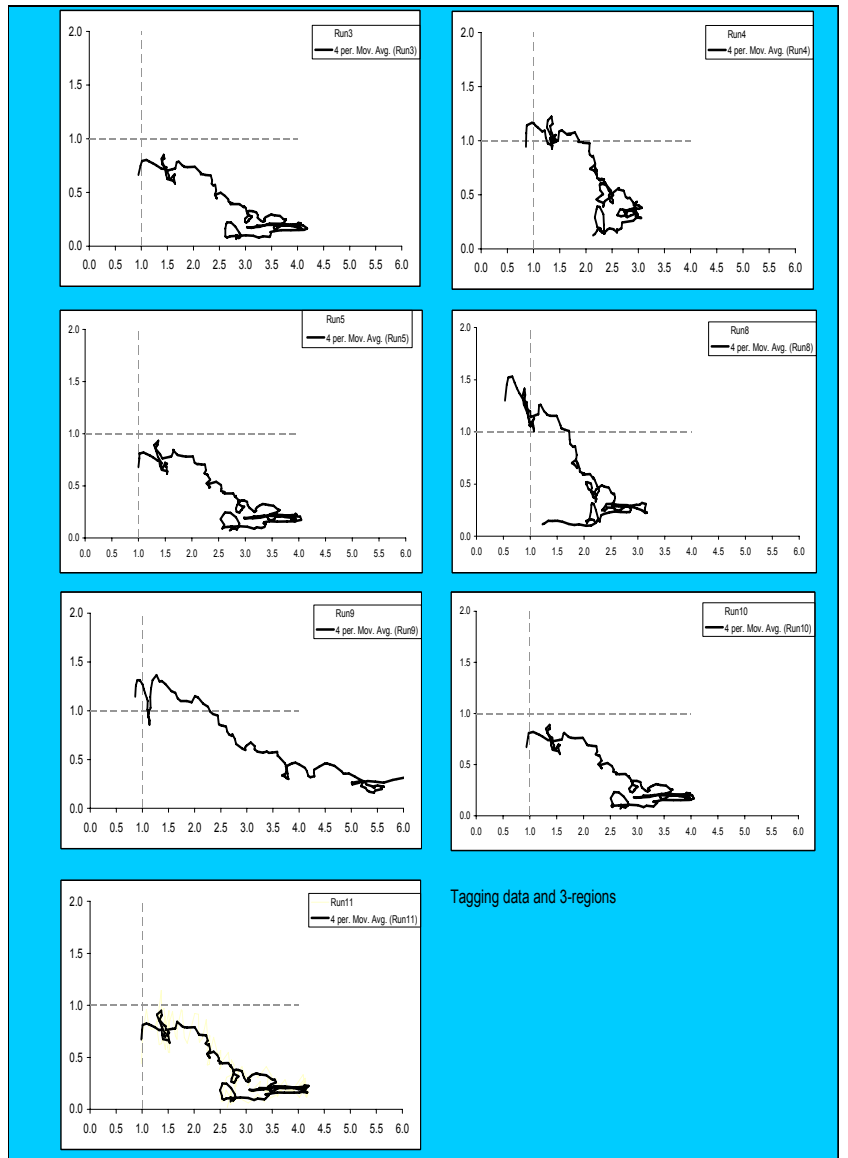 Run3
4 per. Mov. Avg. (Run3)
2.0
1.5
1.0
0.5
0.0
0.0 0.5 1.0 1.5 2.0 2.5 3.0 3.5 4.0 4.5 5.0 5.5 6.0
Run4
4 per. Mov. Avg. (Run4)
2.0
1.5
1.0
0.5
0.0
0.0 0.5 1.0 1.5 2.0 2.5 3.0 3.5 4.0 4.5 5.0 5.5 6.0
Run5
4 per. Mov. Avg. (Run5)
2.0
1.5
1.0
0.5
0.0
0.0 0.5 1.0 1.5 2.0 2.5 3.0 3.5 4.0 4.5 5.0 5.5 6.0
Run8
4 per. Mov. Avg. (Run8)
2.0
1.5
1.0
0.5
0.0
0.0 0.5 1.0 1.5 2.0 2.5 3.0 3.5 4.0 4.5 5.0 5.5 6.0
Run9
4 per. Mov. Avg. (Run9)
2.0
1.5
1.0
0.5
0.0
0.0 0.5 1.0 1.5 2.0 2.5 3.0 3.5 4.0 4.5 5.0 5.5 6.0
Run10
4 per. Mov. Avg. (Run10)
2.0
1.5
1.0
0.5
0.0
0.0 0.5 1.0 1.5 2.0 2.5 3.0 3.5 4.0 4.5 5.0 5.5 6.0
Run11
4 per. Mov. Avg. (Run11)
2.0
1.5
1.0
0.5
0.0
0.0 0.5 1.0 1.5 2.0 2.5 3.0 3.5 4.0 4.5 5.0 5.5 6.0
Tagging data and 3-regions